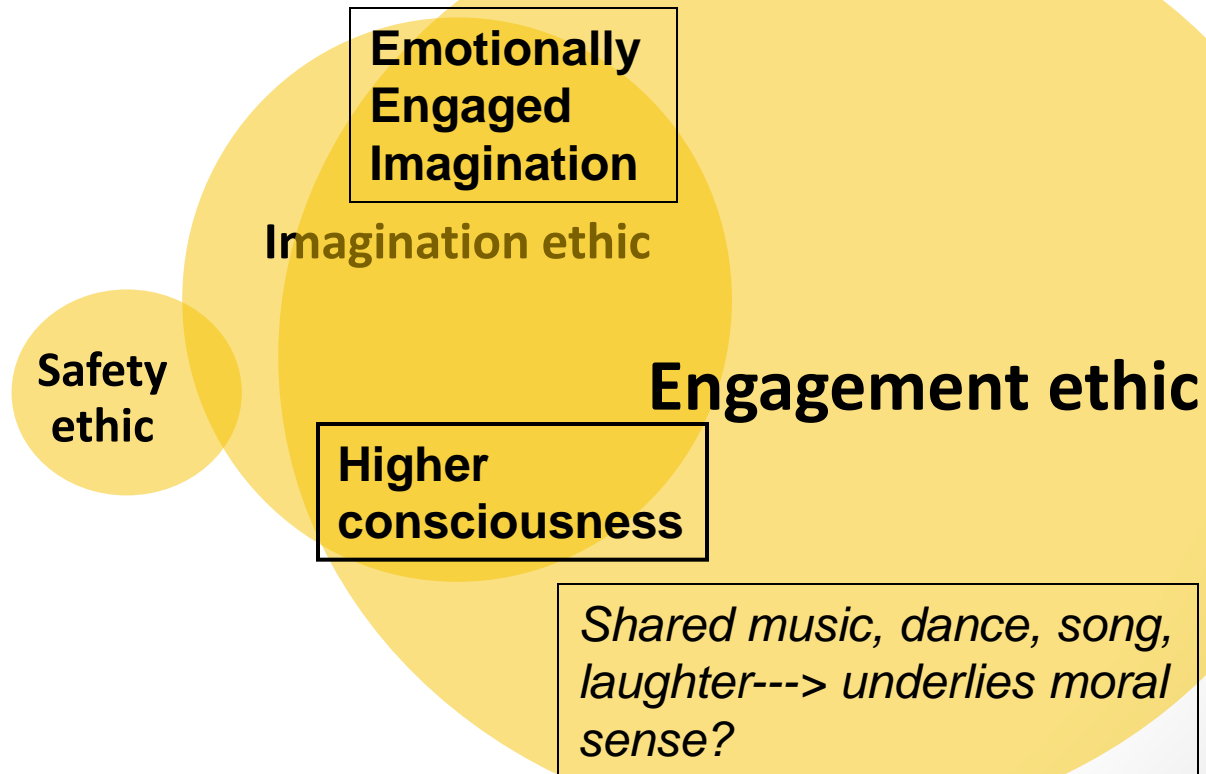 Emotionally
Engaged
Imagination
Imagination ethic
Safety
ethic
Engagement ethic
Higher
consciousness
Shared music, dance, song,
laughter---> underlies moral
sense?